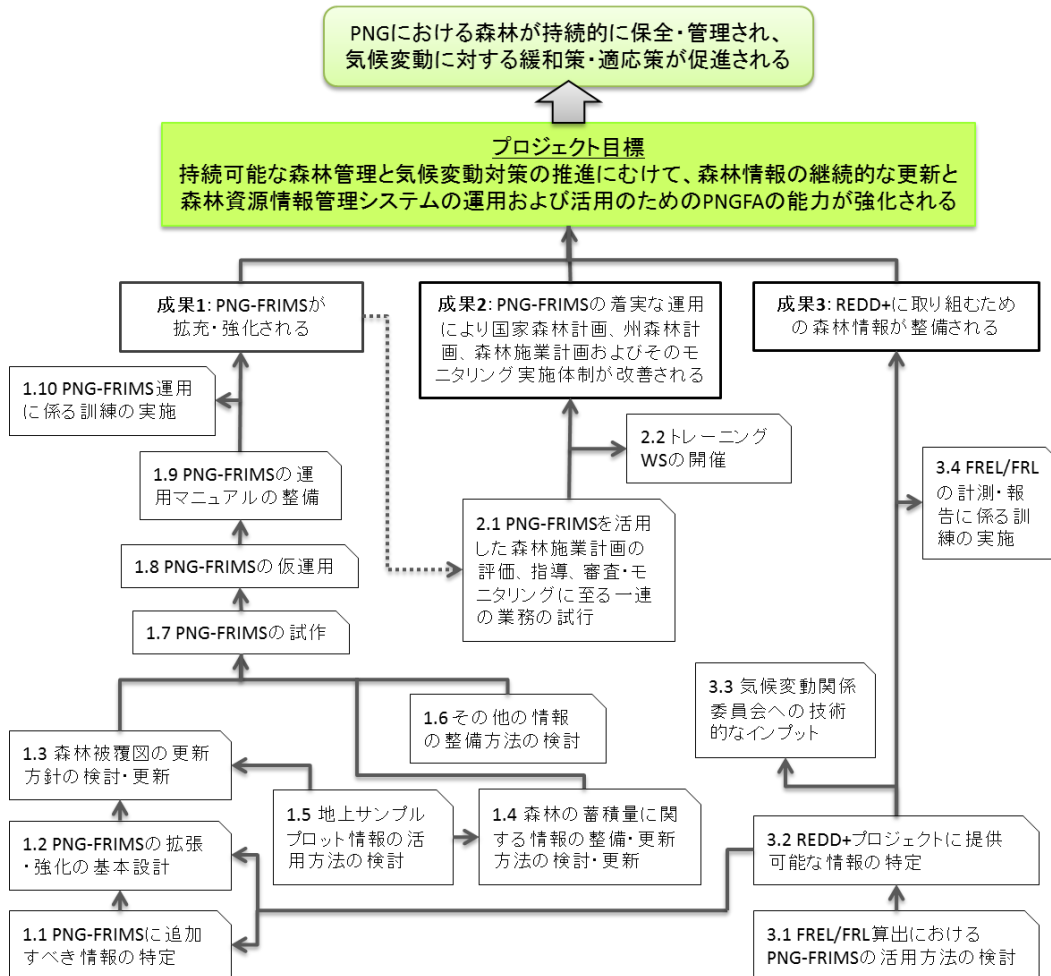 PNGにおける森林が持続的に保全・管理され、
気候変動に対する緩和策・適応策が促進される
プロジェクト目標
持続可能な森林管理と気候変動対策の推進にむけて、森林情報の継続的な更新と
森林資源情報管理システムの運用および活用のためのPNGFAの能力が強化される
成果1: PNG-FRIMSが
拡充・強化される
成果2: PNG-FRIMSの着実な運用
により国家森林計画、州森林計
画、森林施業計画およびそのモ
ニタリング実施体制が改善される
成果3: REDD+に取り組むため
の森林情報が整備される
1.10 PNG-FRIMS運用
に係る訓練の実施
1.9 PNG-FRIMSの運
用マニュアルの整備
1.8 PNG-FRIMSの仮運用
1.7 PNG-FRIMSの試作
2.2 トレーニング
WSの開催
2.1 PNG-FRIMSを活用
した森林施業計画の
評価、指導、審査・モ
ニタリングに至る一連
の業務の試行
3.4 FREL/FRL
の計測・報
告に係る訓
練の実施
1.6 その他の情報
の整備方法の検討
3.3 気候変動関係
委員会への技術
的なインプット
1.3 森林被覆図の更新
方針の検討・更新
1.5 地上サンプル
プロット情報の活
用方法の検討
1.4 森林の蓄積量に関
する情報の整備・更新
方法の検討・更新
1.2 PNG-FRIMSの拡張
・強化の基本設計
3.2 REDD+プロジェクトに提供
可能な情報の特定
1.1 PNG-FRIMSに追加
すべき情報の特定
3.1 FREL/FRL算出における
PNG-FRIMSの活用方法の検討